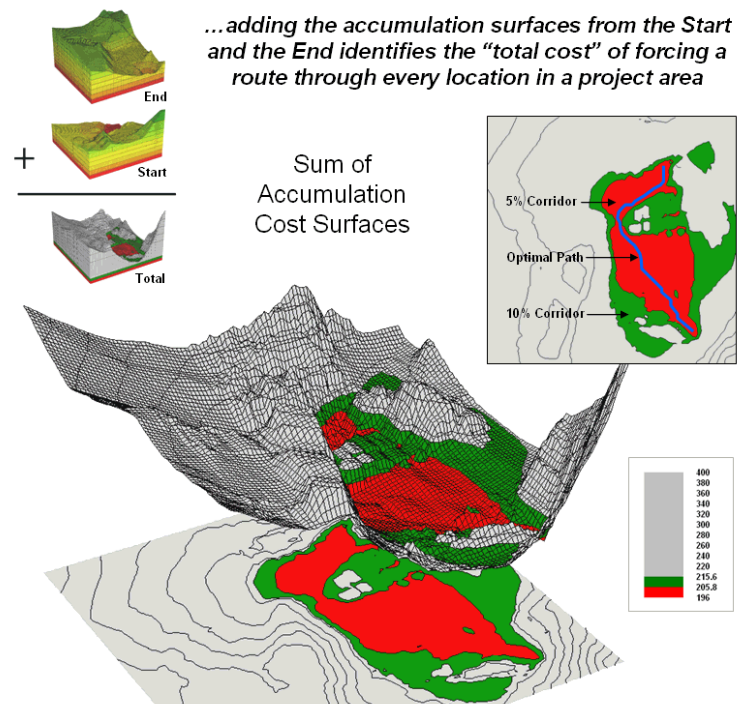 ...adding the accumulation surfaces from the Start
and the End identifies the “total cost” of forcing a
route through every location in a project area
End
+
Start
Total
Sum of
Accumulation
Cost Surfaces
5% Corridor
Optimal Path
10% Corridor
400
380
360
340
320
300
280
260
240
220
215.6
205.8
196